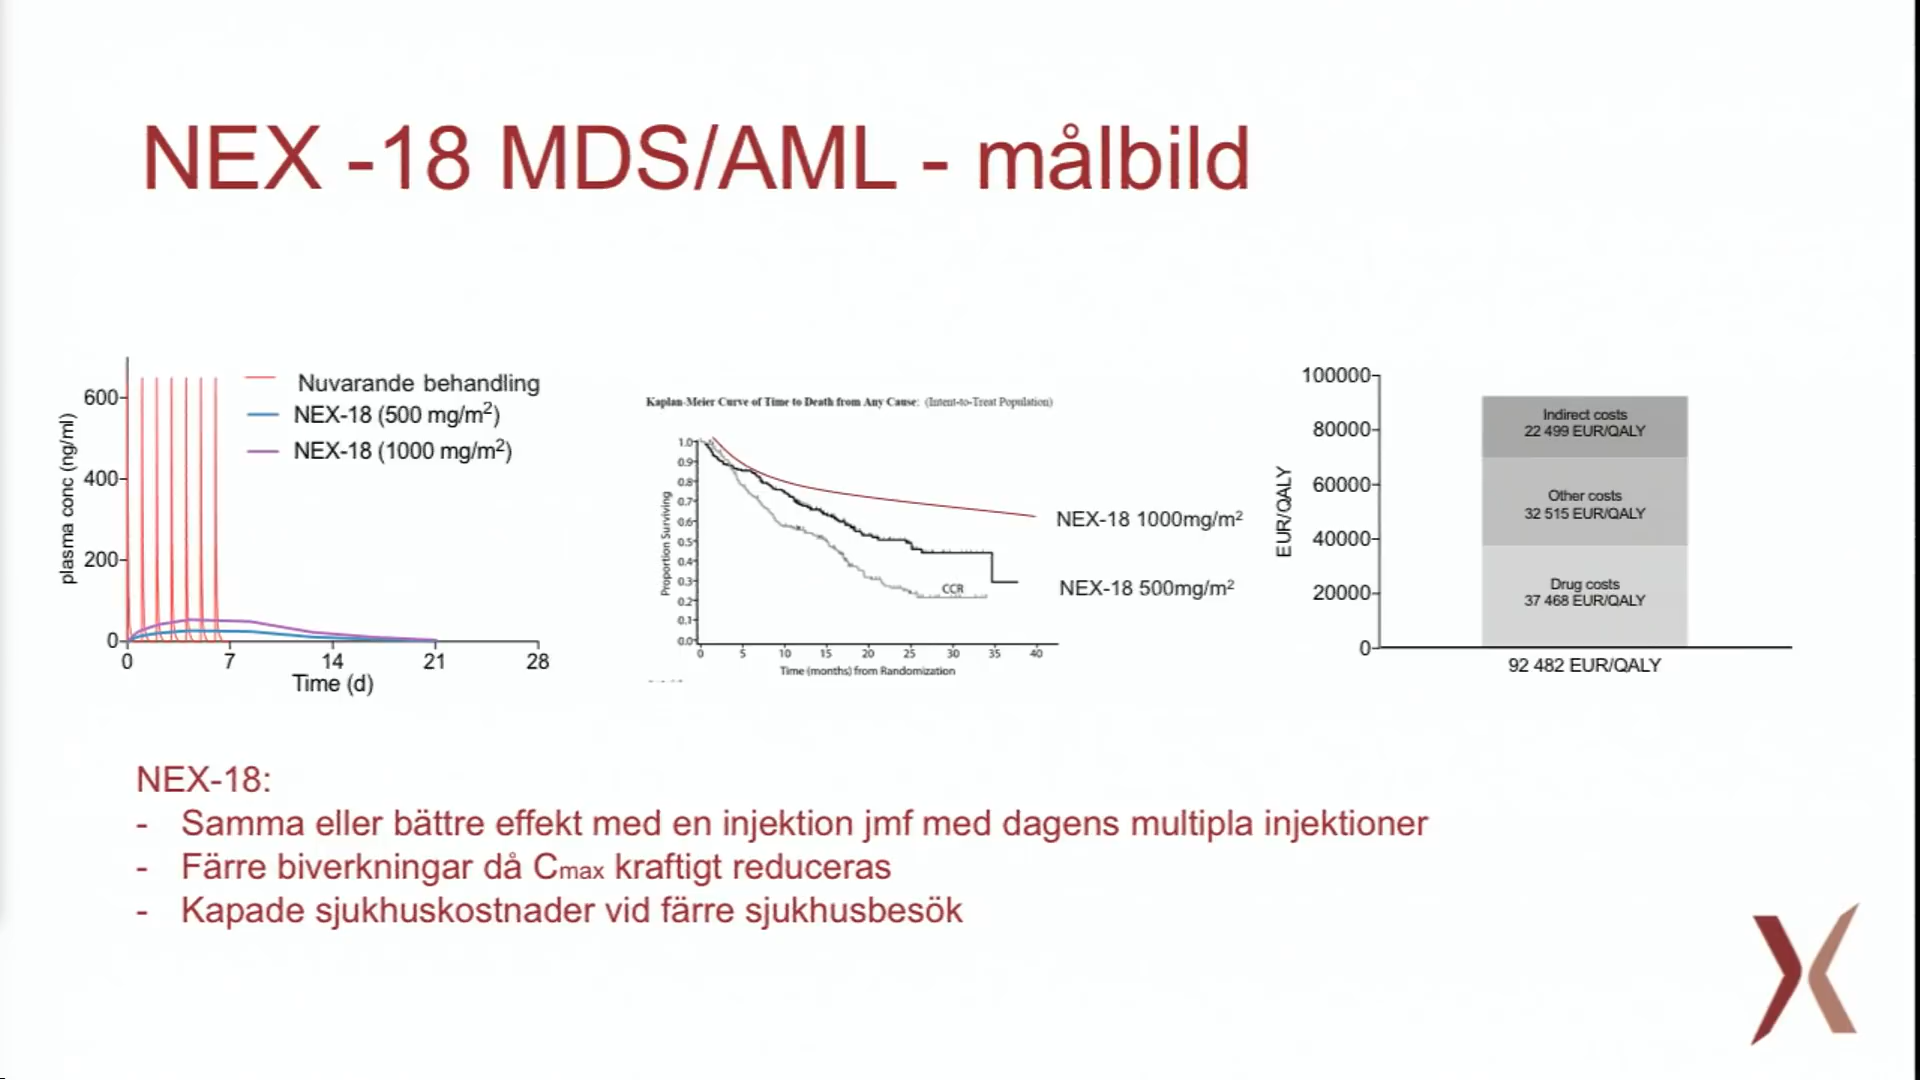 NEX -18 MDS/AML - målbild
600
400
200
0
plasma conc (ng/ml)
0 7 14 21 28
Time (d)
Nuvarande behandling
NEX-18 (500 mg/m²)
NEX-18 (1000 mg/m²)
Kaplan-Meier Curve of Time to Death from Any Cause: (Intent-to-Treat Population)
1.0
0.9
0.8
0.7
0.6
0.5
0.4
0.3
0.2
0.1
0.0
Proportion Surviving
0 5 10 15 20 25 30 35 40
Time (months) from Randomization
CCR
NEX-18 1000mg/m²
NEX-18 500mg/m²
100000
80000
60000
40000
20000
0
EUR/QALY
Indirect costs
22 499 EUR/QALY
Other costs
32 515 EUR/QALY
Drug costs
37 468 EUR/QALY
92 482 EUR/QALY
NEX-18:
- Samma eller bättre effekt med en injektion jmf med dagens multipla injektioner
- Färre biverkningar då Cmax kraftigt reduceras
- Kapade sjukhuskostnader vid färre sjukhusbesök